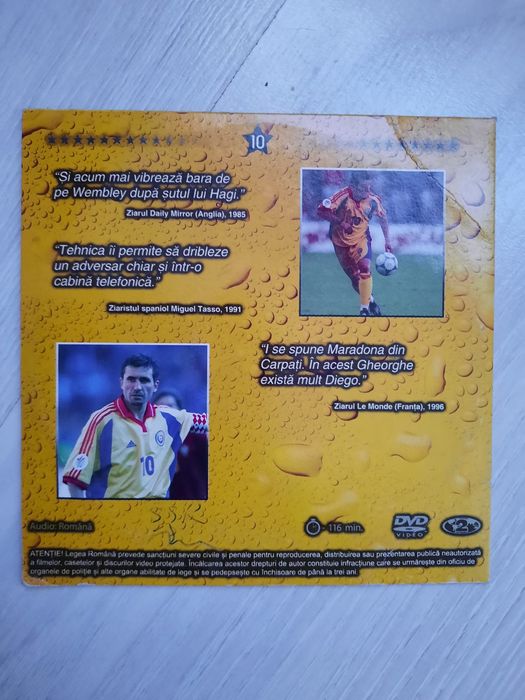 10
“Și acum mai vibrează bara de
pe Wembley după șutul lui Hagi.”
Ziarul Daily Mirror (Anglia), 1985
“Tehnica îi permite să dribleze
un adversar chiar și într-o
cabină telefonică.”
Ziaristul spaniol Miguel Tasso, 1991
“I se spune Maradona din
Carpați. În acest Gheorghe
există mult Diego.”
Ziarul Le Monde (Franța), 1996
10
Audio: Română
- 116 min.
DVD
VIDEO
2
ATENȚIE! Legea Română prevede sancțiuni severe civile și penale pentru reproducerea, distribuirea sau prezentarea publică neautorizată
a filmelor, casetelor și discurilor video protejate. Încălcarea acestor drepturi de autor constituie infracțiune care se urmărește din oficiu de
organele de poliție și alte organe abilitate de lege și se pedepsește cu închisoare de până la trei ani.